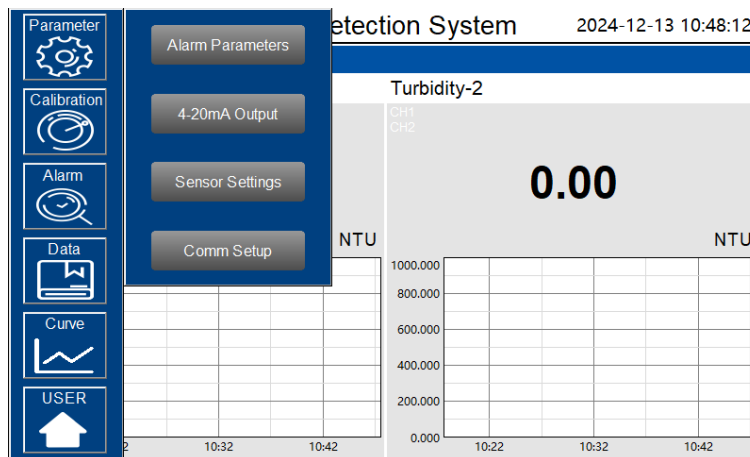 Parameter
Calibration
Alarm
Data
Curve
USER
Alarm Parameters
4-20mA Output
Sensor Settings
Comm Setup
System
2024-12-13 10:48:12
NTU
10:32
10:42
Turbidity-2
CH1
CH2
0.00
NTU
1000.000
800.000
600.000
400.000
200.000
0.000
10:22
10:32
10:42